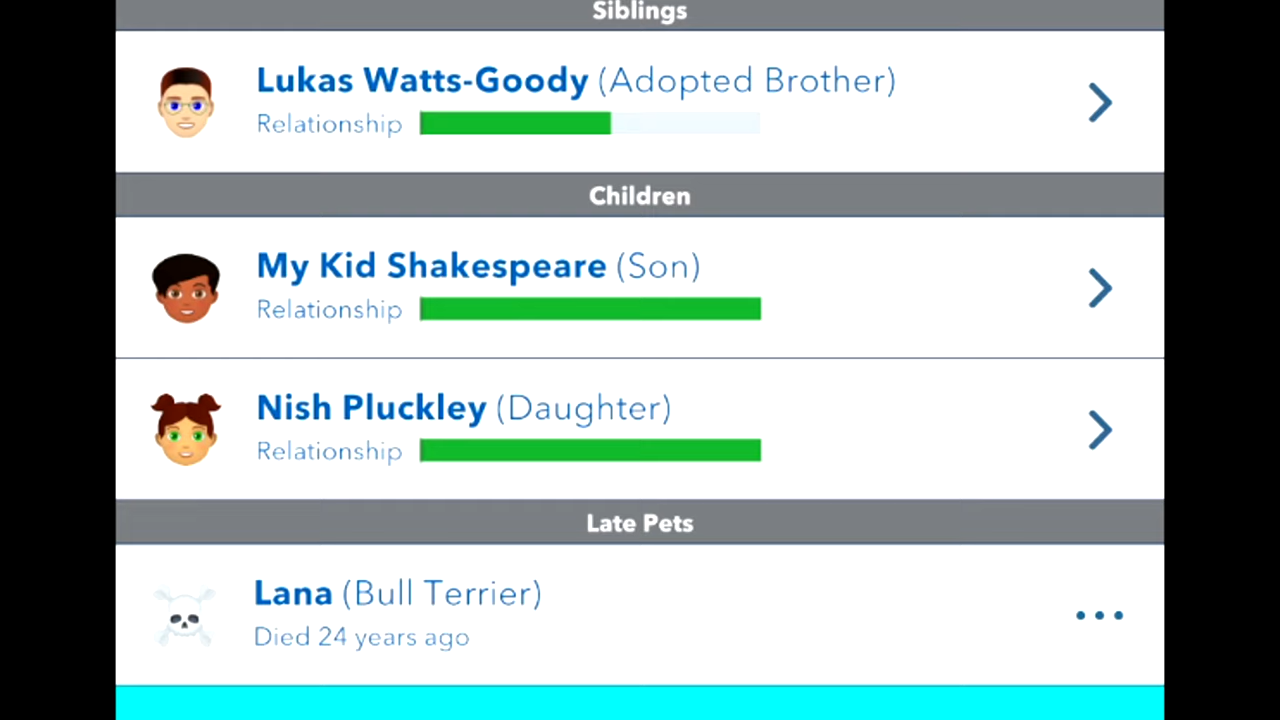 Siblings
Lukas Watts-Goody (Adopted Brother)
Relationship
Children
My Kid Shakespeare (Son)
Relationship
Nish Pluckley (Daughter)
Relationship
Late Pets
Lana (Bull Terrier)
Died 24 years ago